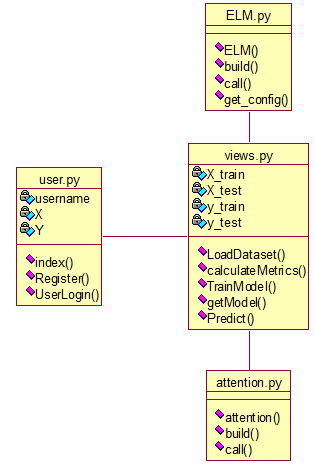 ELM.py
ELM()
build()
call()
get_config()
views.py
X_train
X_test
y_train
y_test
LoadDataset()
calculateMetrics()
TrainModel()
getModel()
Predict()
user.py
username
X
Y
index()
Register()
UserLogin()
attention.py
attention()
build()
call()